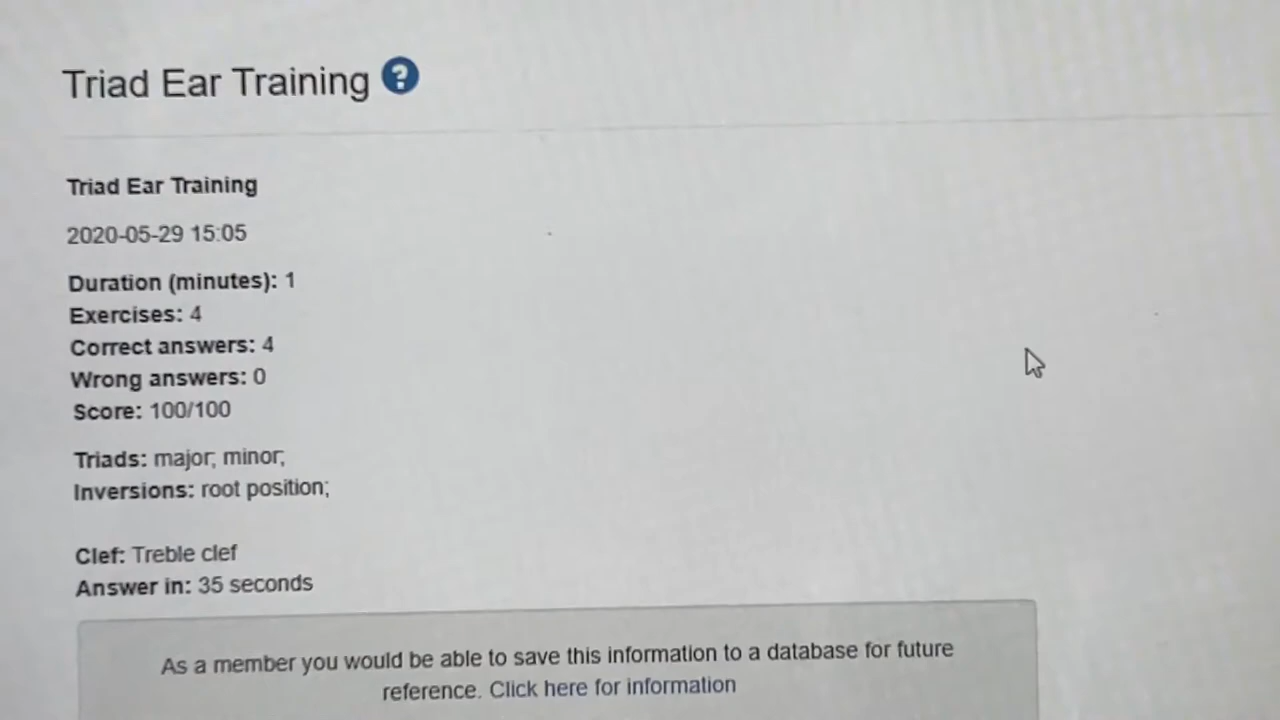 Triad Ear Training ?
Triad Ear Training
2020-05-29 15:05
Duration (minutes): 1
Exercises: 4
Correct answers: 4
Wrong answers: 0
Score: 100/100
Triads: major; minor;
Inversions: root position;
Clef: Treble clef
Answer in: 35 seconds
As a member you would be able to save this information to a database for future
reference. Click here for information